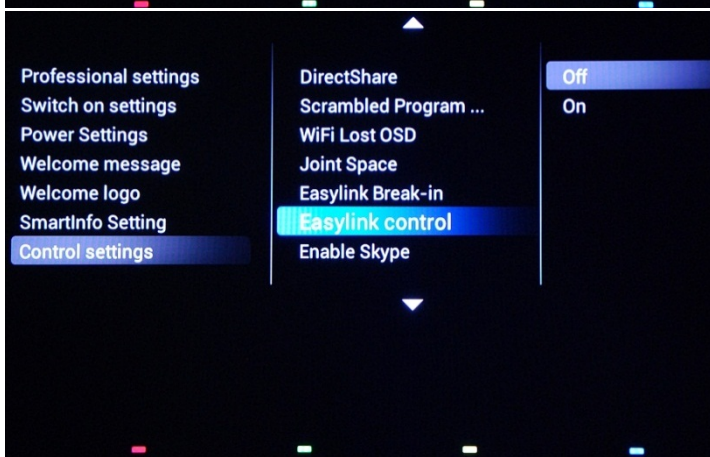 Professional settings
Switch on settings
Power Settings
Welcome message
Welcome logo
SmartInfo Setting
Control settings
DirectShare
Scrambled Program ...
WiFi Lost OSD
Joint Space
Easylink Break-in
Easylink control
Enable Skype
Off
On